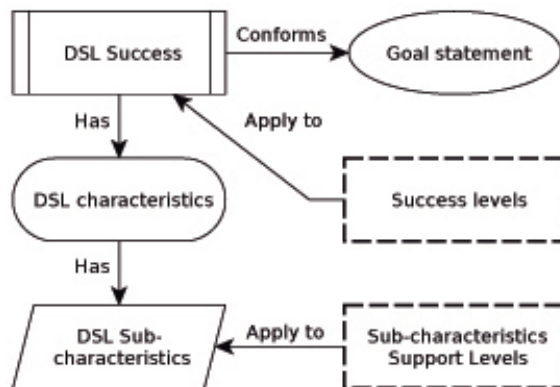 DSL Success
Conforms
Goal statement
Has
Apply to
DSL characteristics
Success levels
Has
DSL Sub-
characteristics
Apply to
Sub-characteristics
Support Levels